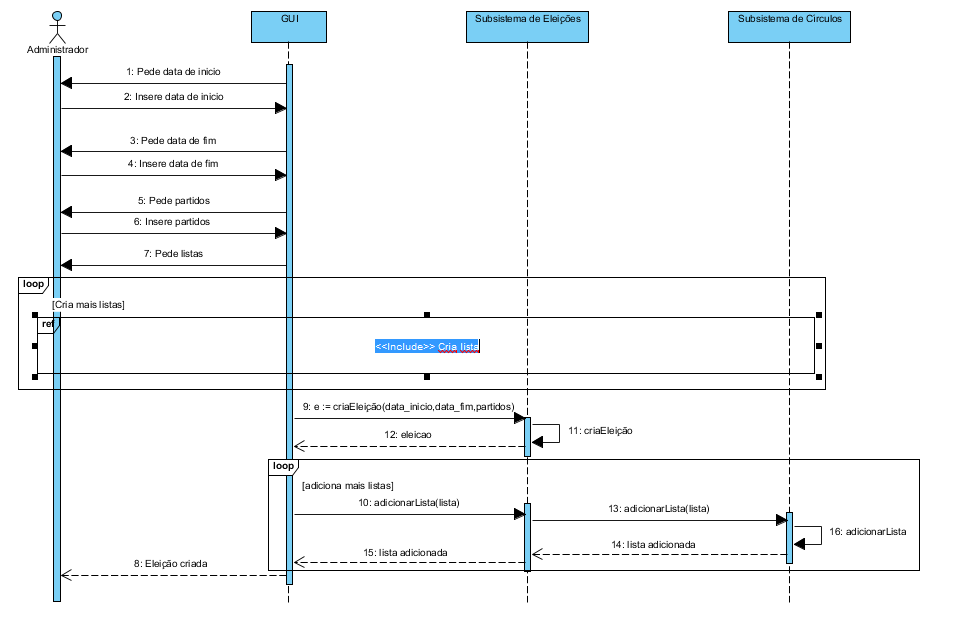 GUI
Subsistema de Eleições
Subsistema de Círculos
Administrador
1: Pede data de inicio
2: Insere data de inicio
3: Pede data de fim
4: Insere data de fim
5: Pede partidos
6: Insere partidos
7: Pede listas
loop
[Cria mais listas]
ref
<<Include>> Cria lista
9: e := criaEleição(data_inicio,data_fim,partidos)
11: criaEleição
12: eleicao
loop
[adiciona mais listas]
10: adicionarLista(lista)
13: adicionarLista(lista)
16: adicionarLista
14: lista adicionada
15: lista adicionada
8: Eleição criada